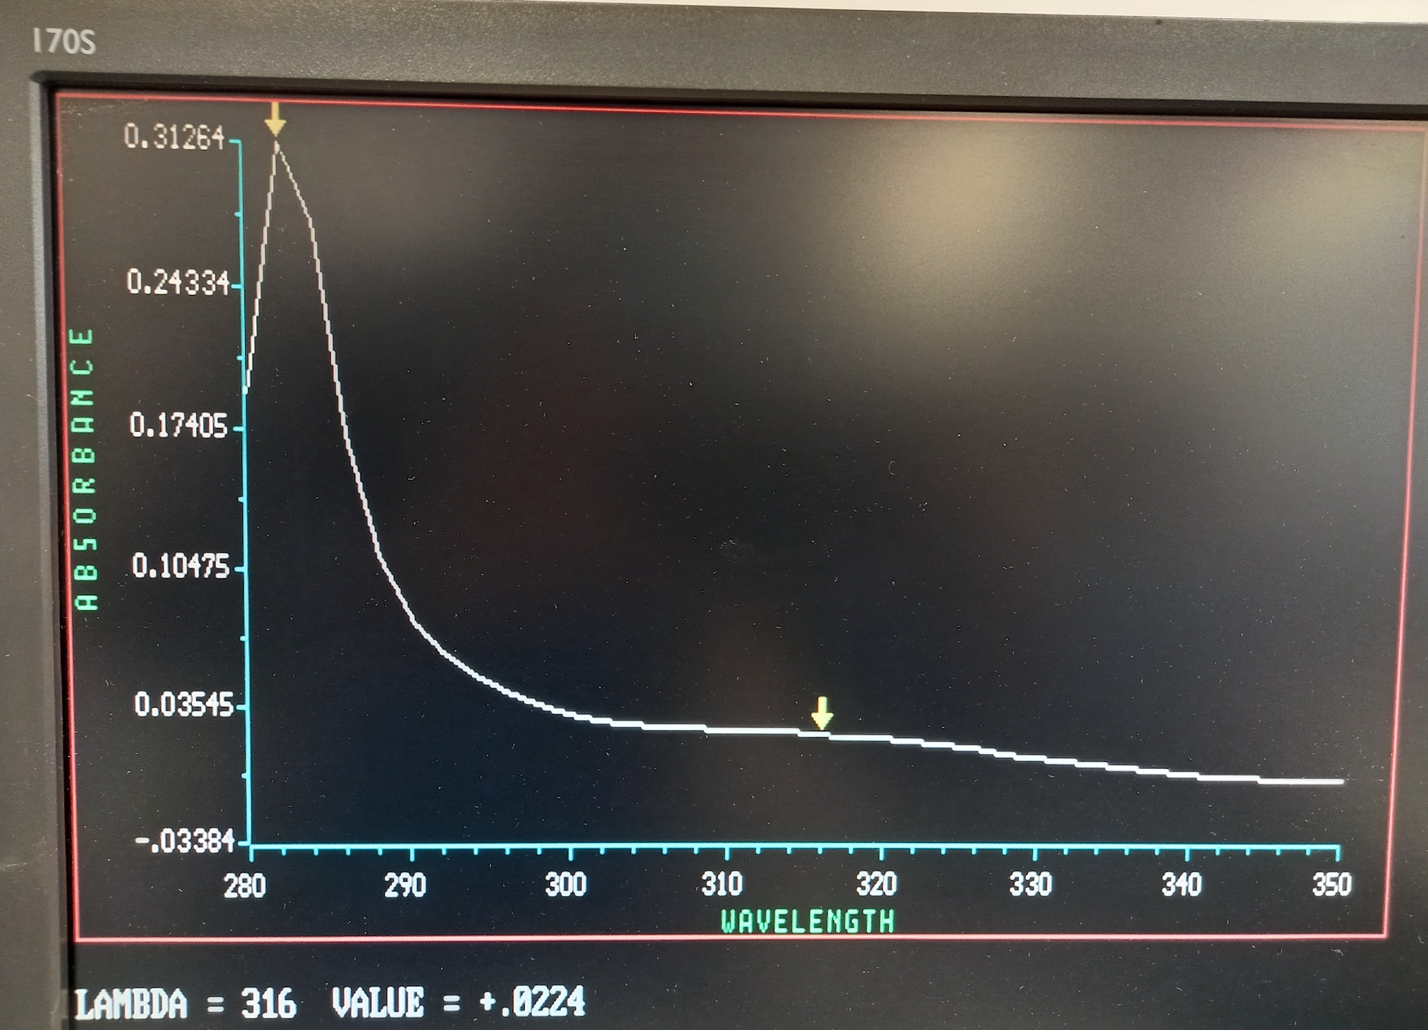 170S
0.31264
0.24334
0.17405
0.10475
0.03545
-.03384
ABSORBANCE
280 290 300 310 320 330 340 350
WAVELENGTH
LAMBDA = 316 VALUE = +.0224